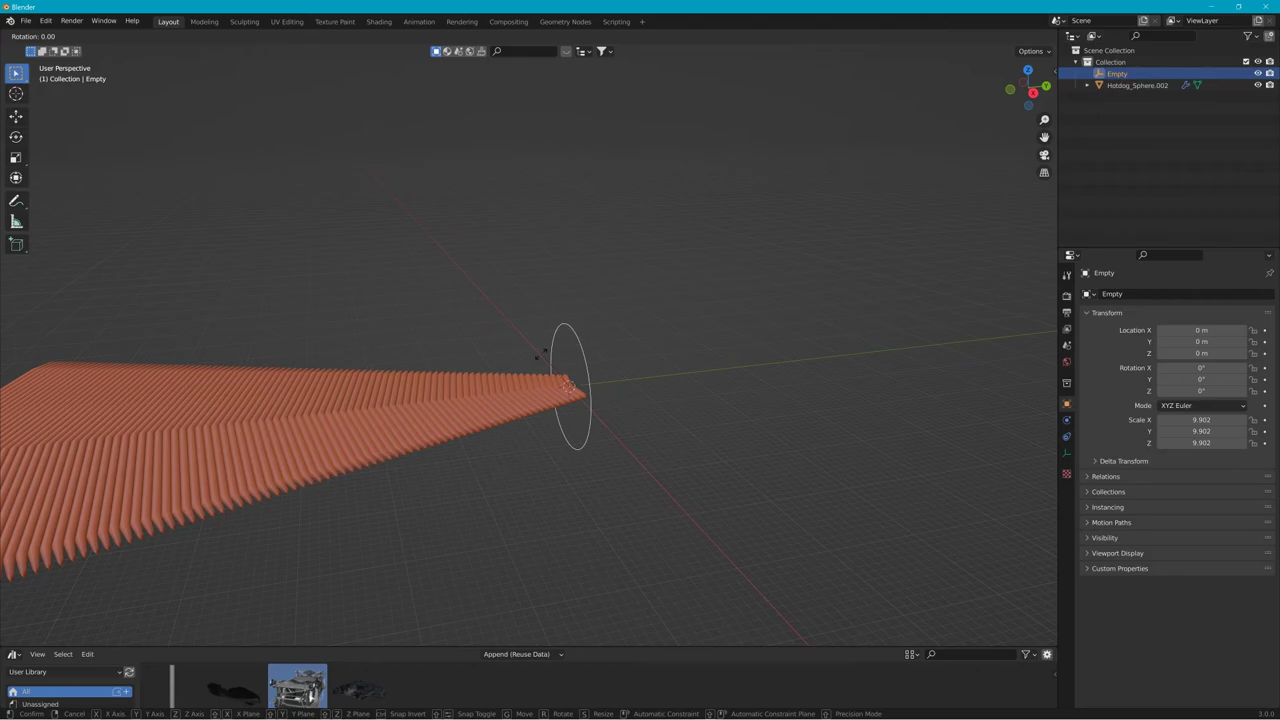 Blender
File Edit Render Window Help Layout Modeling Sculpting UV Editing Texture Paint Shading Animation Rendering Compositing Geometry Nodes Scripting + Scene ViewLayer
Rotation: 0.00
Options
User Perspective
(1) Collection | Empty
Z
Y
X
Scene Collection
Collection
Empty
Hotdog_Sphere.002
Empty
Empty
Transform
Location X 0 m
Y 0 m
Z 0 m
Rotation X 0°
Y 0°
Z 0°
Mode XYZ Euler
Scale X 9.902
Y 9.902
Z 9.902
Delta Transform
Relations
Collections
Instancing
Motion Paths
Visibility
Viewport Display
Custom Properties
View Select Edit Append (Reuse Data)
User Library
All
Unassigned
Confirm Cancel X X Axis Y Y Axis Z Z Axis X X Plane Y Y Plane Z Z Plane Snap Invert Snap Toggle G Move R Rotate S Resize Automatic Constraint Automatic Constraint Plane Precision Mode 3.0.0